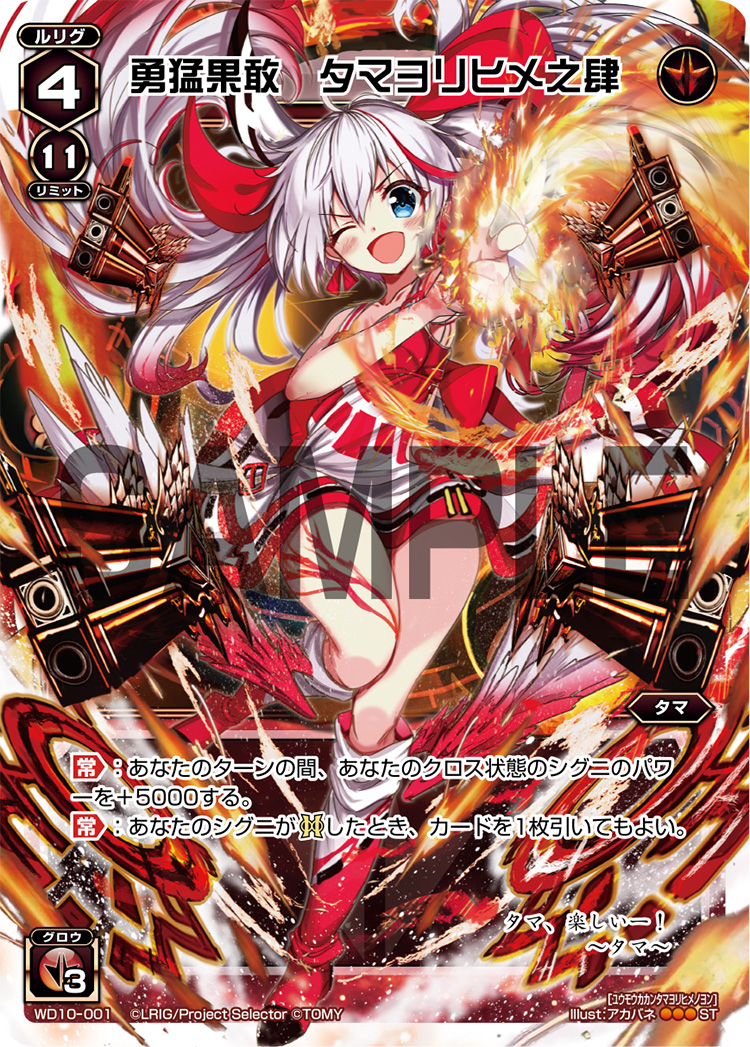 ルリグ
4
勇猛果敢 タマヨリヒメ之肆
11
リミット
SAMPLE
タマ
常:あなたのターンの間、あなたのクロス状態のシグニのパワ
ーを+5000する。
常:あなたのシグニがHしたとき、カードを1枚引いてもよい。
タマ、楽しいー!
~タマ~
グロウ
3
[ユウモウカカンタマヨリヒメノヨン]
WD10-001 ©LRIG/Project Selector ©TOMY Illust:アカバネ ST